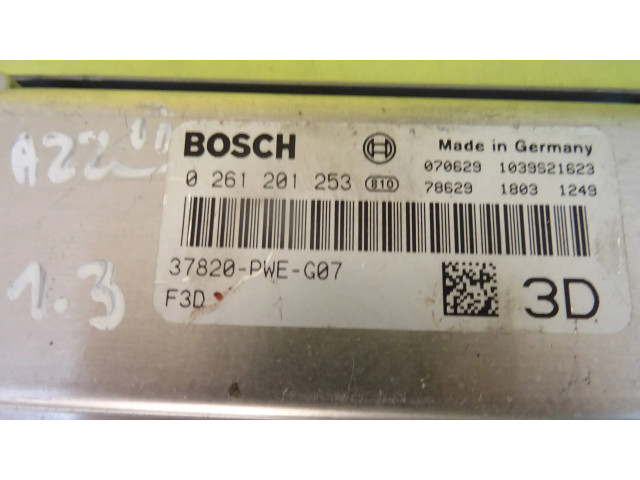 BOSCH
Made in Germany
070629 1039S21623
0 261 201 253 810
78629 1803 1249
37820-PWE-G07
F3D
3D
A22"
1.3